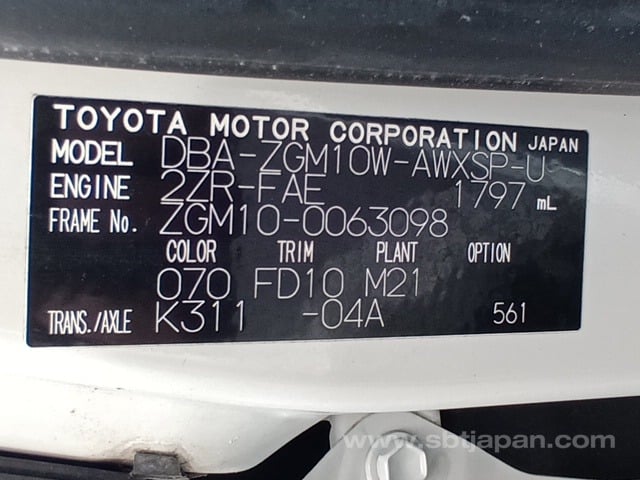 TOYOTA MOTOR CORPORATION JAPAN
MODEL DBA-ZGM10W-AWXSP-U
ENGINE 2ZR-FAE 1797 mL
FRAME No. ZGM10-0063098
COLOR TRIM PLANT OPTION
070 FD10 M21
TRANS./AXLE K311 -04A 561
www.sbtjapan.com